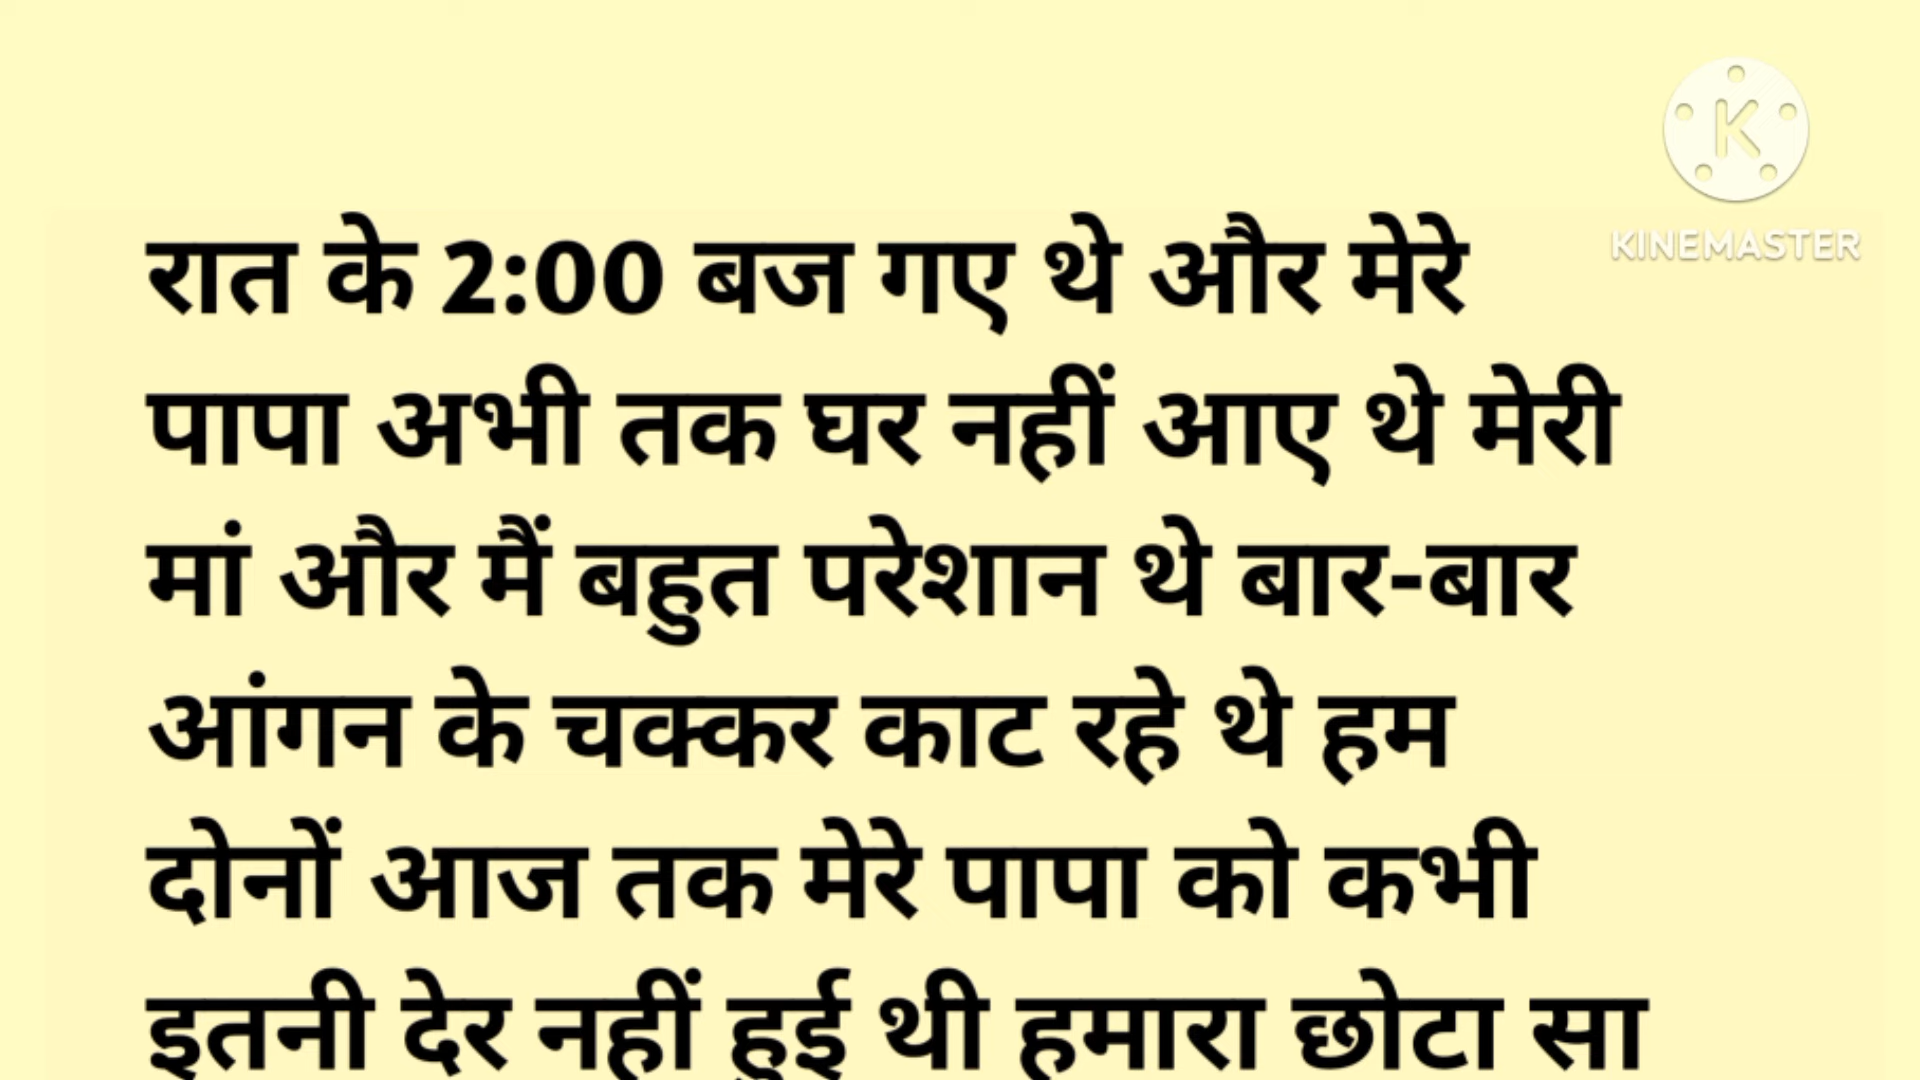 KINEMASTER
रात के 2:00 बज गए थे और मेरे
पापा अभी तक घर नहीं आए थे मेरी
मां और मैं बहुत परेशान थे बार-बार
आंगन के चक्कर काट रहे थे हम
दोनों आज तक मेरे पापा को कभी
इतनी देर नहीं हुई थी हमारा छोटा सा